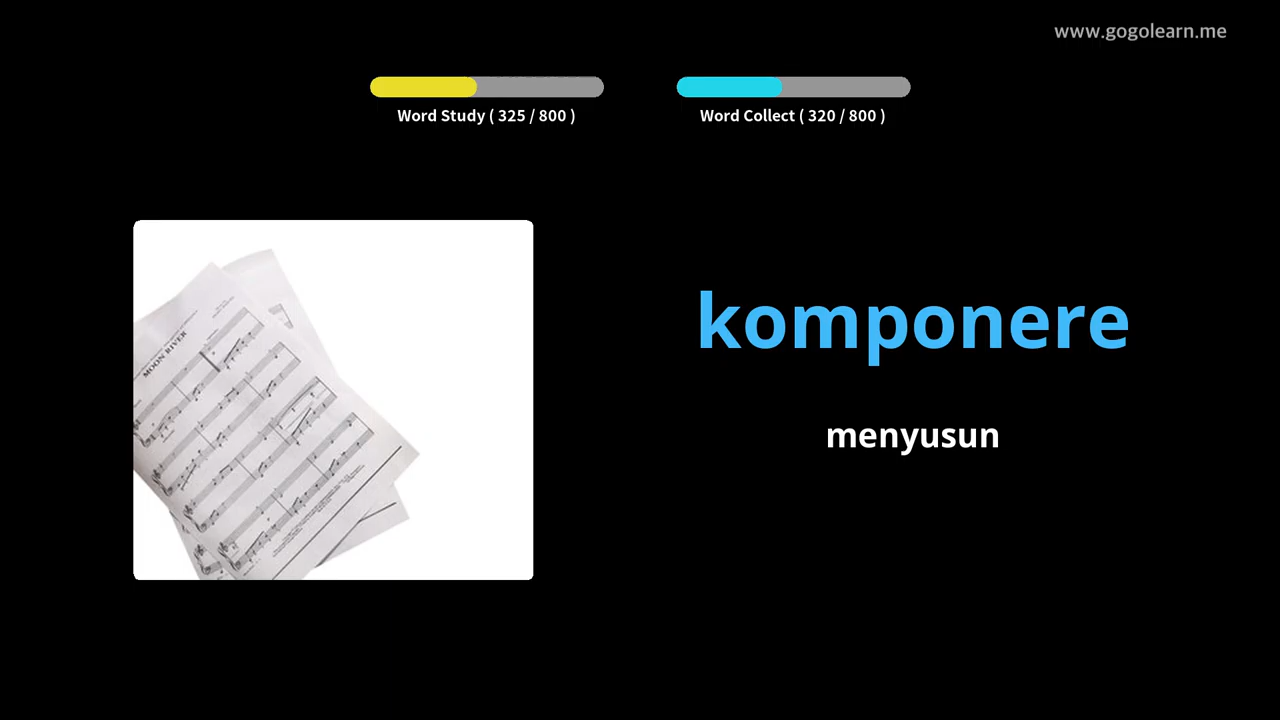 www.gogolearn.me
Word Study ( 325 / 800 )
Word Collect ( 320 / 800 )
MOON RIVER
komponere
menyusun